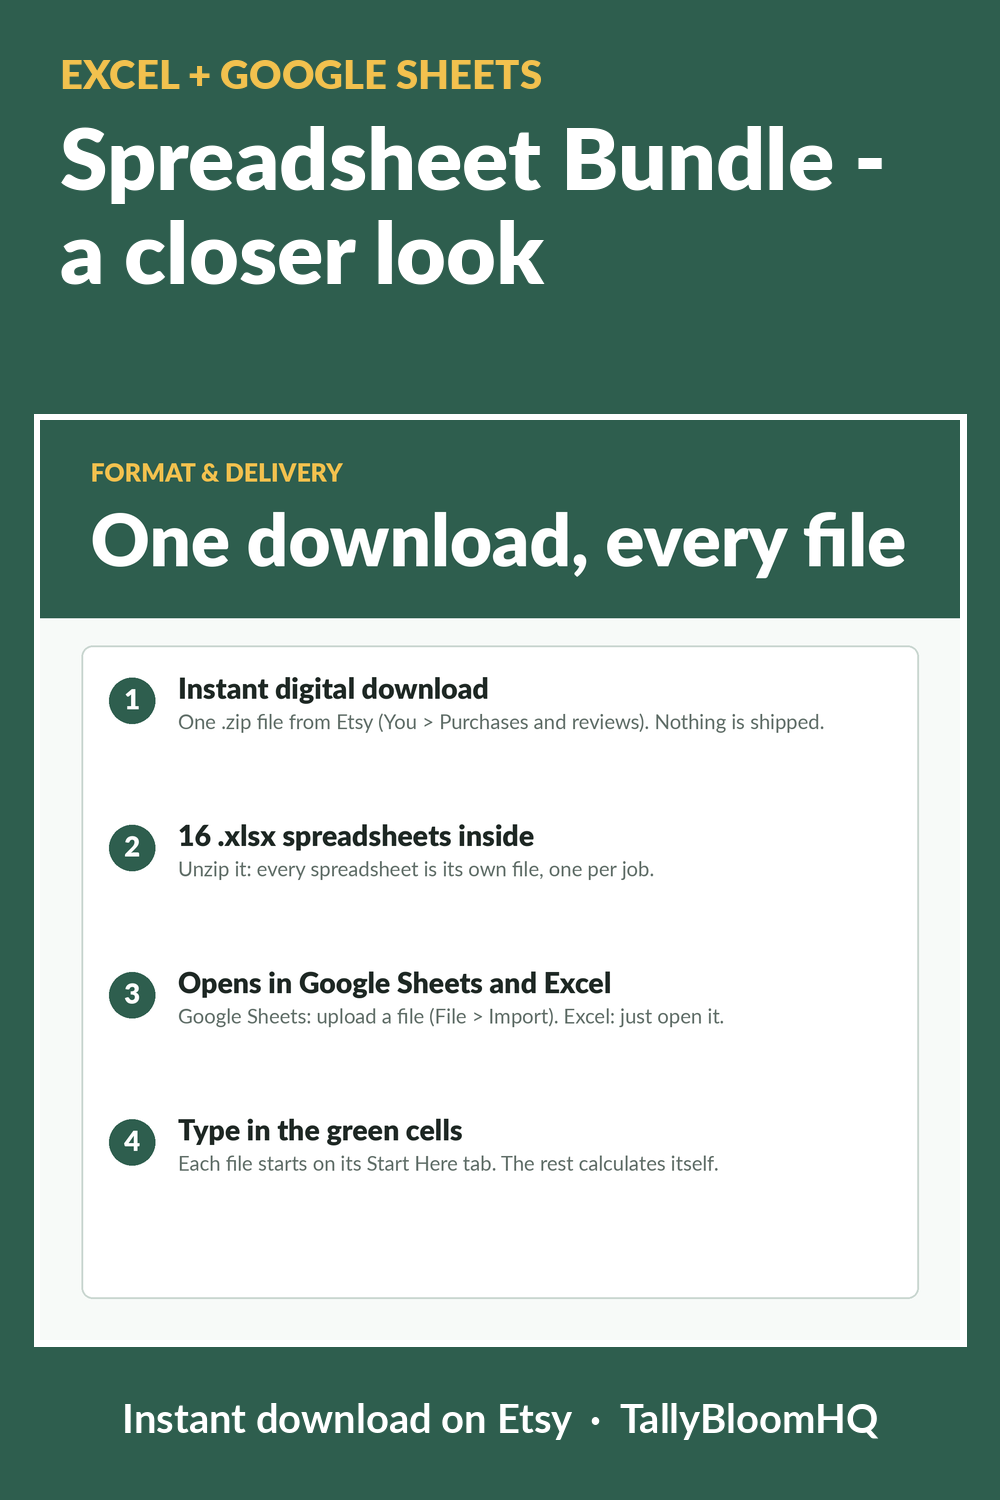 EXCEL + GOOGLE SHEETS
Spreadsheet Bundle -
a closer look
FORMAT & DELIVERY
One download, every file
1 Instant digital download
One .zip file from Etsy (You > Purchases and reviews). Nothing is shipped.
2 16 .xlsx spreadsheets inside
Unzip it: every spreadsheet is its own file, one per job.
3 Opens in Google Sheets and Excel
Google Sheets: upload a file (File > Import). Excel: just open it.
4 Type in the green cells
Each file starts on its Start Here tab. The rest calculates itself.
Instant download on Etsy · TallyBloomHQ